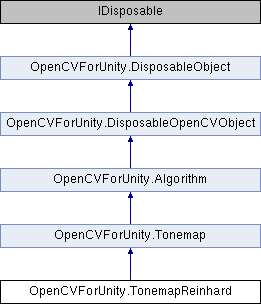 IDisposable
OpenCVForUnity.DisposableObject
OpenCVForUnity.DisposableOpenCVObject
OpenCVForUnity.Algorithm
OpenCVForUnity.Tonemap
OpenCVForUnity.TonemapReinhard